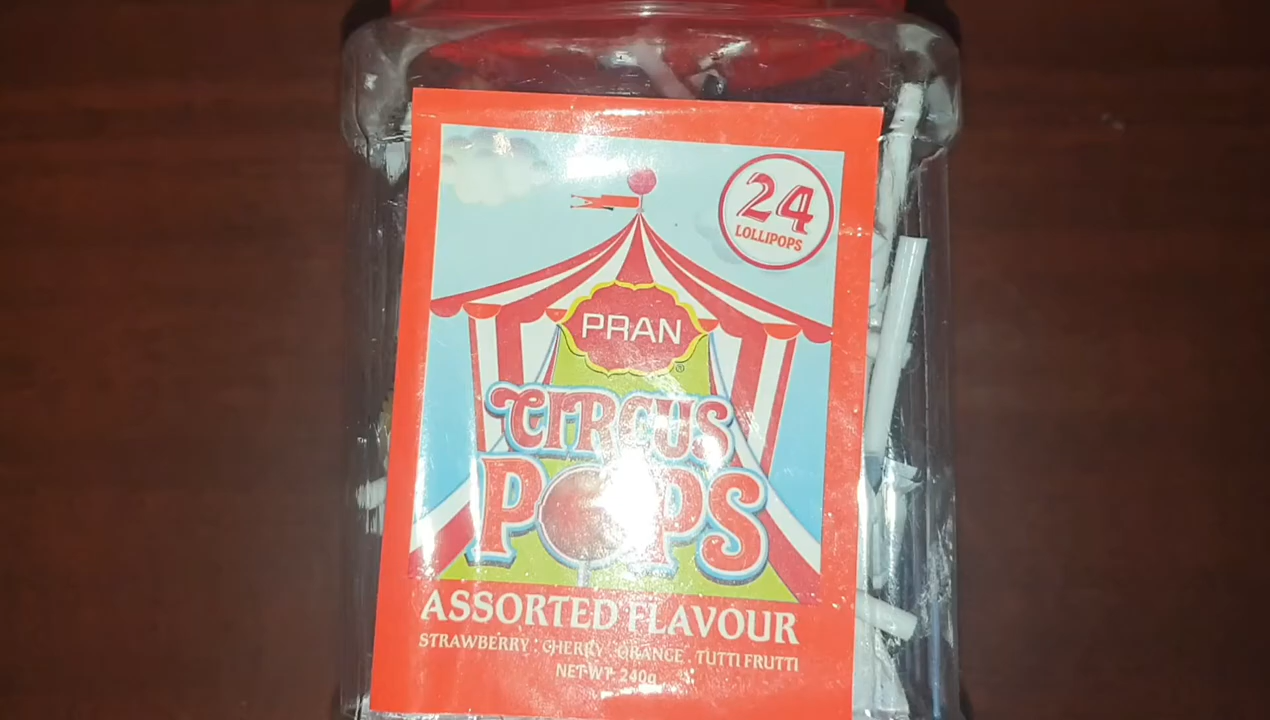 24
LOLLIPOPS
PRAN
®
CIRCUS
POPS
ASSORTED FLAVOUR
STRAWBERRY . CHERRY . ORANGE . TUTTI FRUTTI
NET WT. 240g